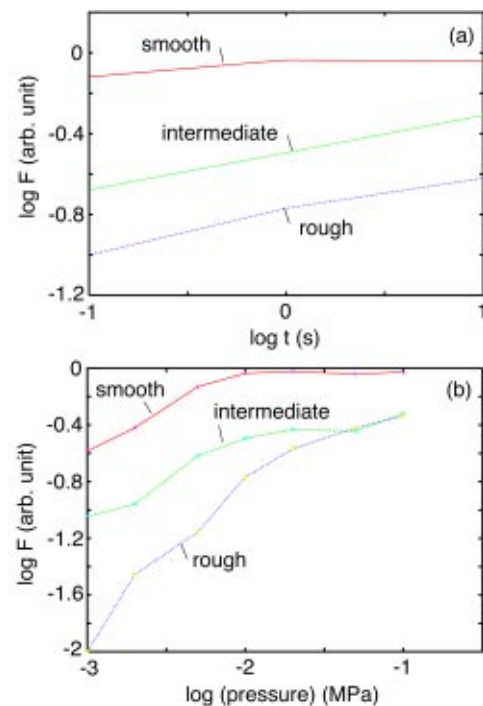 (a)
smooth
intermediate
rough
log F (arb. unit)
0
-0.4
-0.8
-1.2
-1
0
1
log t (s)
(b)
smooth
intermediate
rough
log F (arb. unit)
0
-0.4
-0.8
-1.2
-1.6
-2
-3
-2
-1
log (pressure) (MPa)